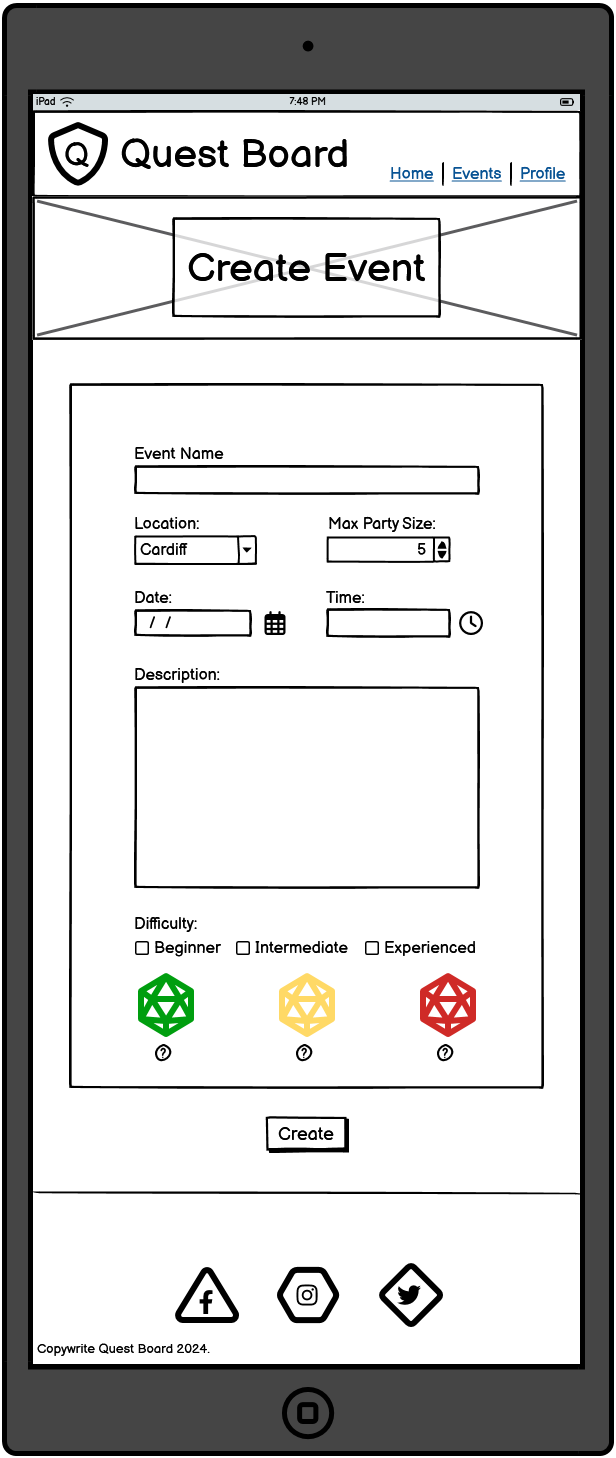 iPad 7:48 PM
Q Quest Board
Home Events Profile
Create Event
Event Name
Location: Max Party Size:
Cardiff 5
Date: Time:
/ /
Description:
Difficulty:
Beginner Intermediate Experienced
? ? ?
Create
Copywrite Quest Board 2024.